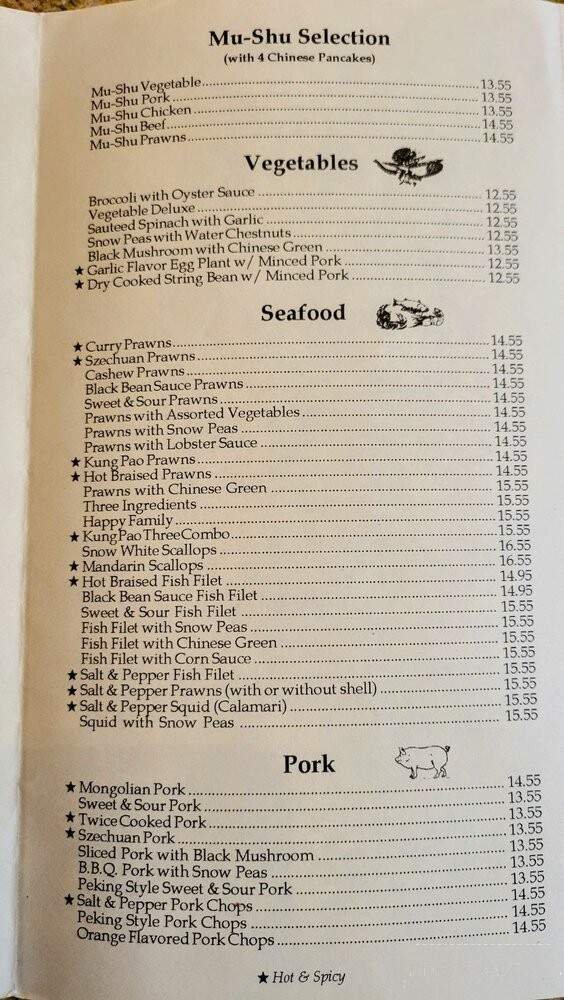 Mu-Shu Selection
(with 4 Chinese Pancakes)
Mu-Shu Vegetable 13.55
Mu-Shu Pork 13.55
Mu-Shu Chicken 13.55
Mu-Shu Beef 14.55
Mu-Shu Prawns 14.55
Vegetables
Broccoli with Oyster Sauce 12.55
Vegetable Deluxe 12.55
Sauteed Spinach with Garlic 12.55
Snow Peas with Water Chestnuts 12.55
Black Mushroom with Chinese Green 13.55
★ Garlic Flavor Egg Plant w/ Minced Pork 12.55
★ Dry Cooked String Bean w/ Minced Pork 12.55
Seafood
★ Curry Prawns 14.55
★ Szechuan Prawns 14.55
Cashew Prawns 14.55
Black Bean Sauce Prawns 14.55
Sweet & Sour Prawns 14.55
Prawns with Assorted Vegetables 14.55
Prawns with Snow Peas 14.55
Prawns with Lobster Sauce 14.55
★ Kung Pao Prawns 14.55
★ Hot Braised Prawns 14.55
Prawns with Chinese Green 15.55
Three Ingredients 15.55
Happy Family 15.55
★ Kung Pao Three Combo 15.55
Snow White Scallops 16.55
★ Mandarin Scallops 16.55
★ Hot Braised Fish Filet 14.95
Black Bean Sauce Fish Filet 14.95
Sweet & Sour Fish Filet 15.55
Fish Filet with Snow Peas 15.55
Fish Filet with Chinese Green 15.55
Fish Filet with Corn Sauce 15.55
★ Salt & Pepper Fish Filet 15.55
★ Salt & Pepper Prawns (with or without shell) 15.55
★ Salt & Pepper Squid (Calamari) 15.55
Squid with Snow Peas 15.55
Pork
★ Mongolian Pork 14.55
Sweet & Sour Pork 13.55
★ Twice Cooked Pork 13.55
★ Szechuan Pork 13.55
Sliced Pork with Black Mushroom 13.55
B.B.Q. Pork with Snow Peas 13.55
Peking Style Sweet & Sour Pork 13.55
★ Salt & Pepper Pork Chops 14.55
Peking Style Pork Chops 14.55
Orange Flavored Pork Chops 14.55
★ Hot & Spicy